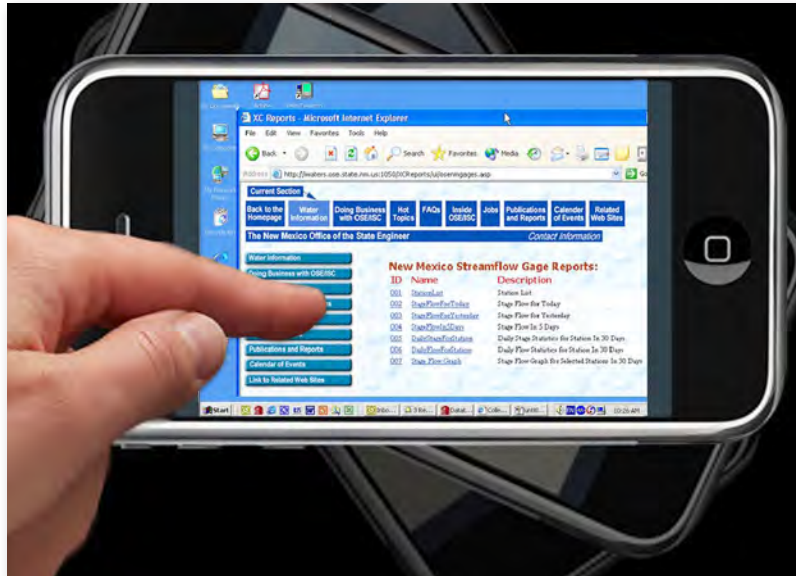 XC Reports - Microsoft Internet Explorer
File Edit View Favorites Tools Help
Back Search Favorites Media
Address http://iwaters.ose.state.nm.us:1050/XCReports/ui/eseringages.asp Go
Current Section
Back to the Homepage
Water Information
Doing Business with OSE/ISC
Hot Topics
FAQs
Inside OSE/ISC
Jobs
Publications and Reports
Calender of Events
Related Web Sites
The New Mexico Office of the State Engineer Contact Information
Water Information
Doing Business with OSE/ISC
Publications and Reports
Calendar of Events
Link to Related Web Sites
New Mexico Streamflow Gage Reports:
ID Name Description
001 StationList Station List
002 StageFlowForToday Stage Flow for Today
003 StageFlowForYesterday Stage Flow for Yesterday
004 StageFlowIn5Days Stage Flow In 5 Days
005 DailyStageForStation Daily Stage Statistics for Station In 30 Days
006 DailyFlowForStation Daily Flow Statistics for Station In 30 Days
007 Stage Flow Graph Stage Flow Graph for Selected Stations In 30 Days
Start 10:26 AM